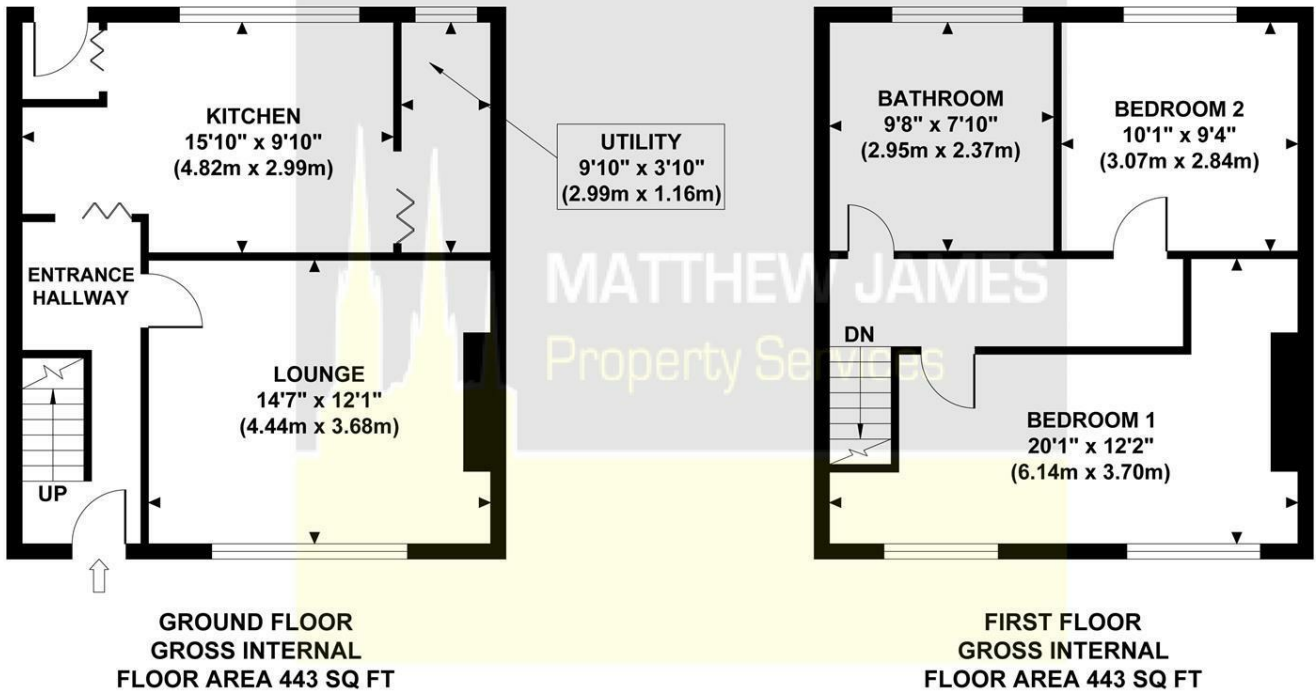 KITCHEN
15'10" x 9'10"
(4.82m x 2.99m)
UTILITY
9'10" x 3'10"
(2.99m x 1.16m)
ENTRANCE
HALLWAY
LOUNGE
14'7" x 12'1"
(4.44m x 3.68m)
UP
GROUND FLOOR
GROSS INTERNAL
FLOOR AREA 443 SQ FT
MATTHEW JAMES
Property Services
BATHROOM
9'8" x 7'10"
(2.95m x 2.37m)
BEDROOM 2
10'1" x 9'4"
(3.07m x 2.84m)
DN
BEDROOM 1
20'1" x 12'2"
(6.14m x 3.70m)
FIRST FLOOR
GROSS INTERNAL
FLOOR AREA 443 SQ FT